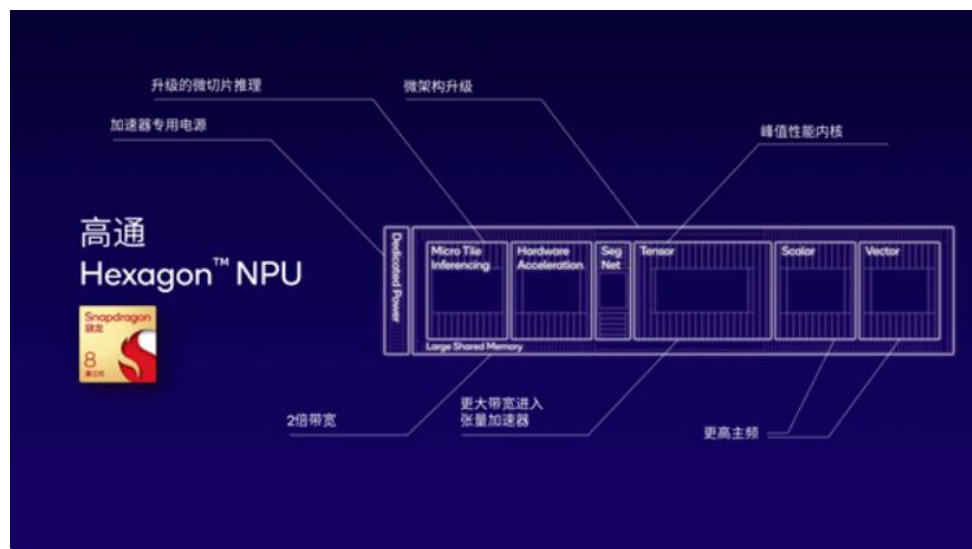 升级的微切片推理
微架构升级
加速器专用电源
峰值性能内核
高通
Hexagon™ NPU
Snapdragon
骁龙
8
第三代
Dedicated Power
Micro Tile
Inferencing
Hardware
Acceleration
Seg
Net
Tensor
Scalar
Vector
Large Shared Memory
2倍带宽
更大带宽进入
张量加速器
更高主频